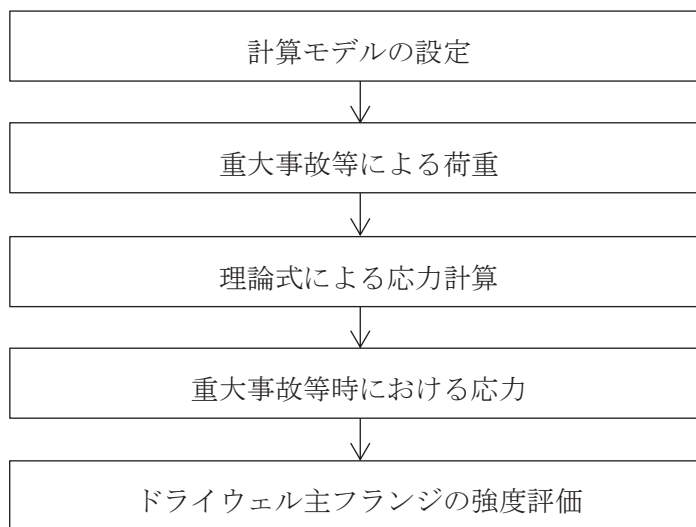 計算モデルの設定
重大事故等による荷重
理論式による応力計算
重大事故等時における応力
ドライウェル主フランジの強度評価